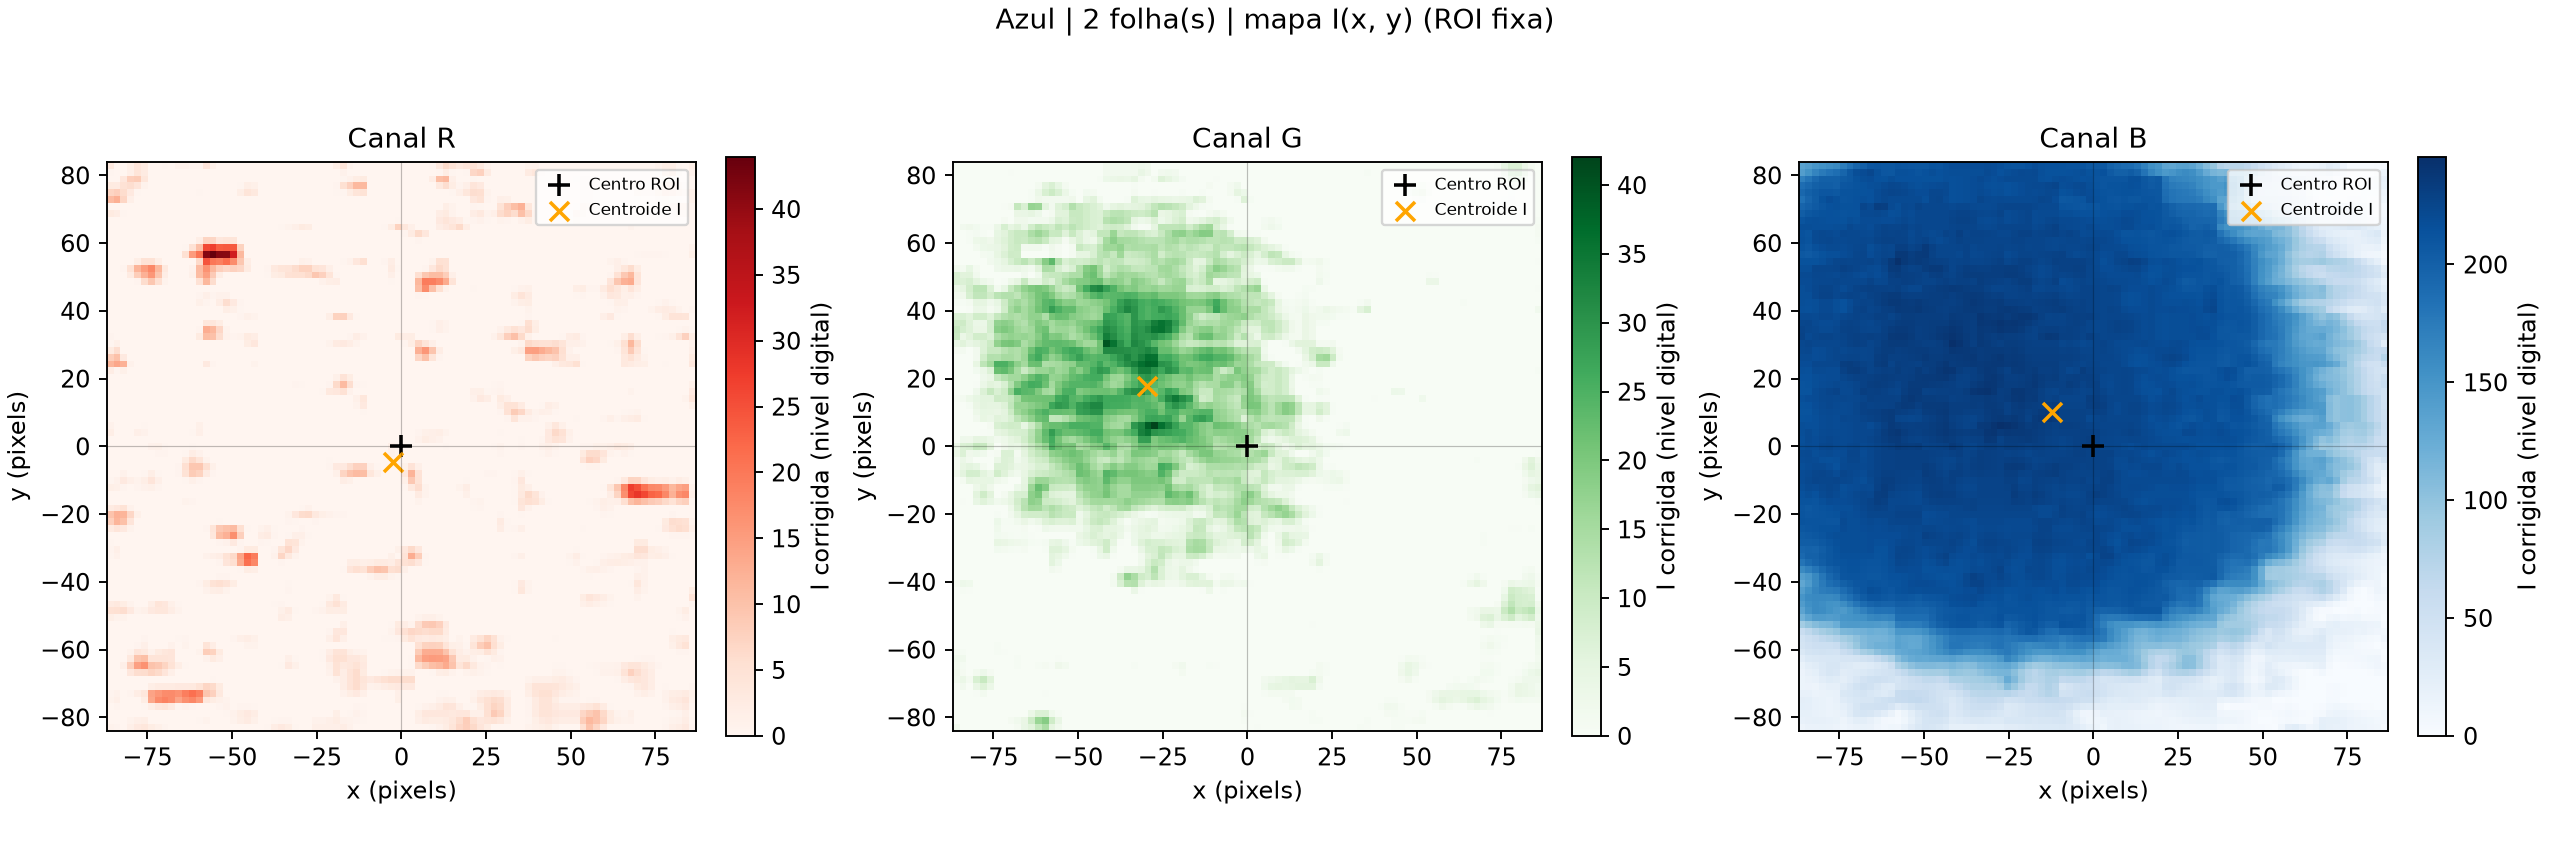 Azul | 2 folha(s) | mapa I(x, y) (ROI fixa)
Canal R
Centro ROI
Centroide I
80
60
40
20
0
−20
−40
−60
−80
y (pixels)
−75 −50 −25 0 25 50 75
x (pixels)
40
35
30
25
20
15
10
5
0
I corrigida (nivel digital)
Canal G
Centro ROI
Centroide I
80
60
40
20
0
−20
−40
−60
−80
y (pixels)
−75 −50 −25 0 25 50 75
x (pixels)
40
35
30
25
20
15
10
5
0
I corrigida (nivel digital)
Canal B
Centro ROI
Centroide I
80
60
40
20
0
−20
−40
−60
−80
y (pixels)
−75 −50 −25 0 25 50 75
x (pixels)
200
150
100
50
0
I corrigida (nivel digital)